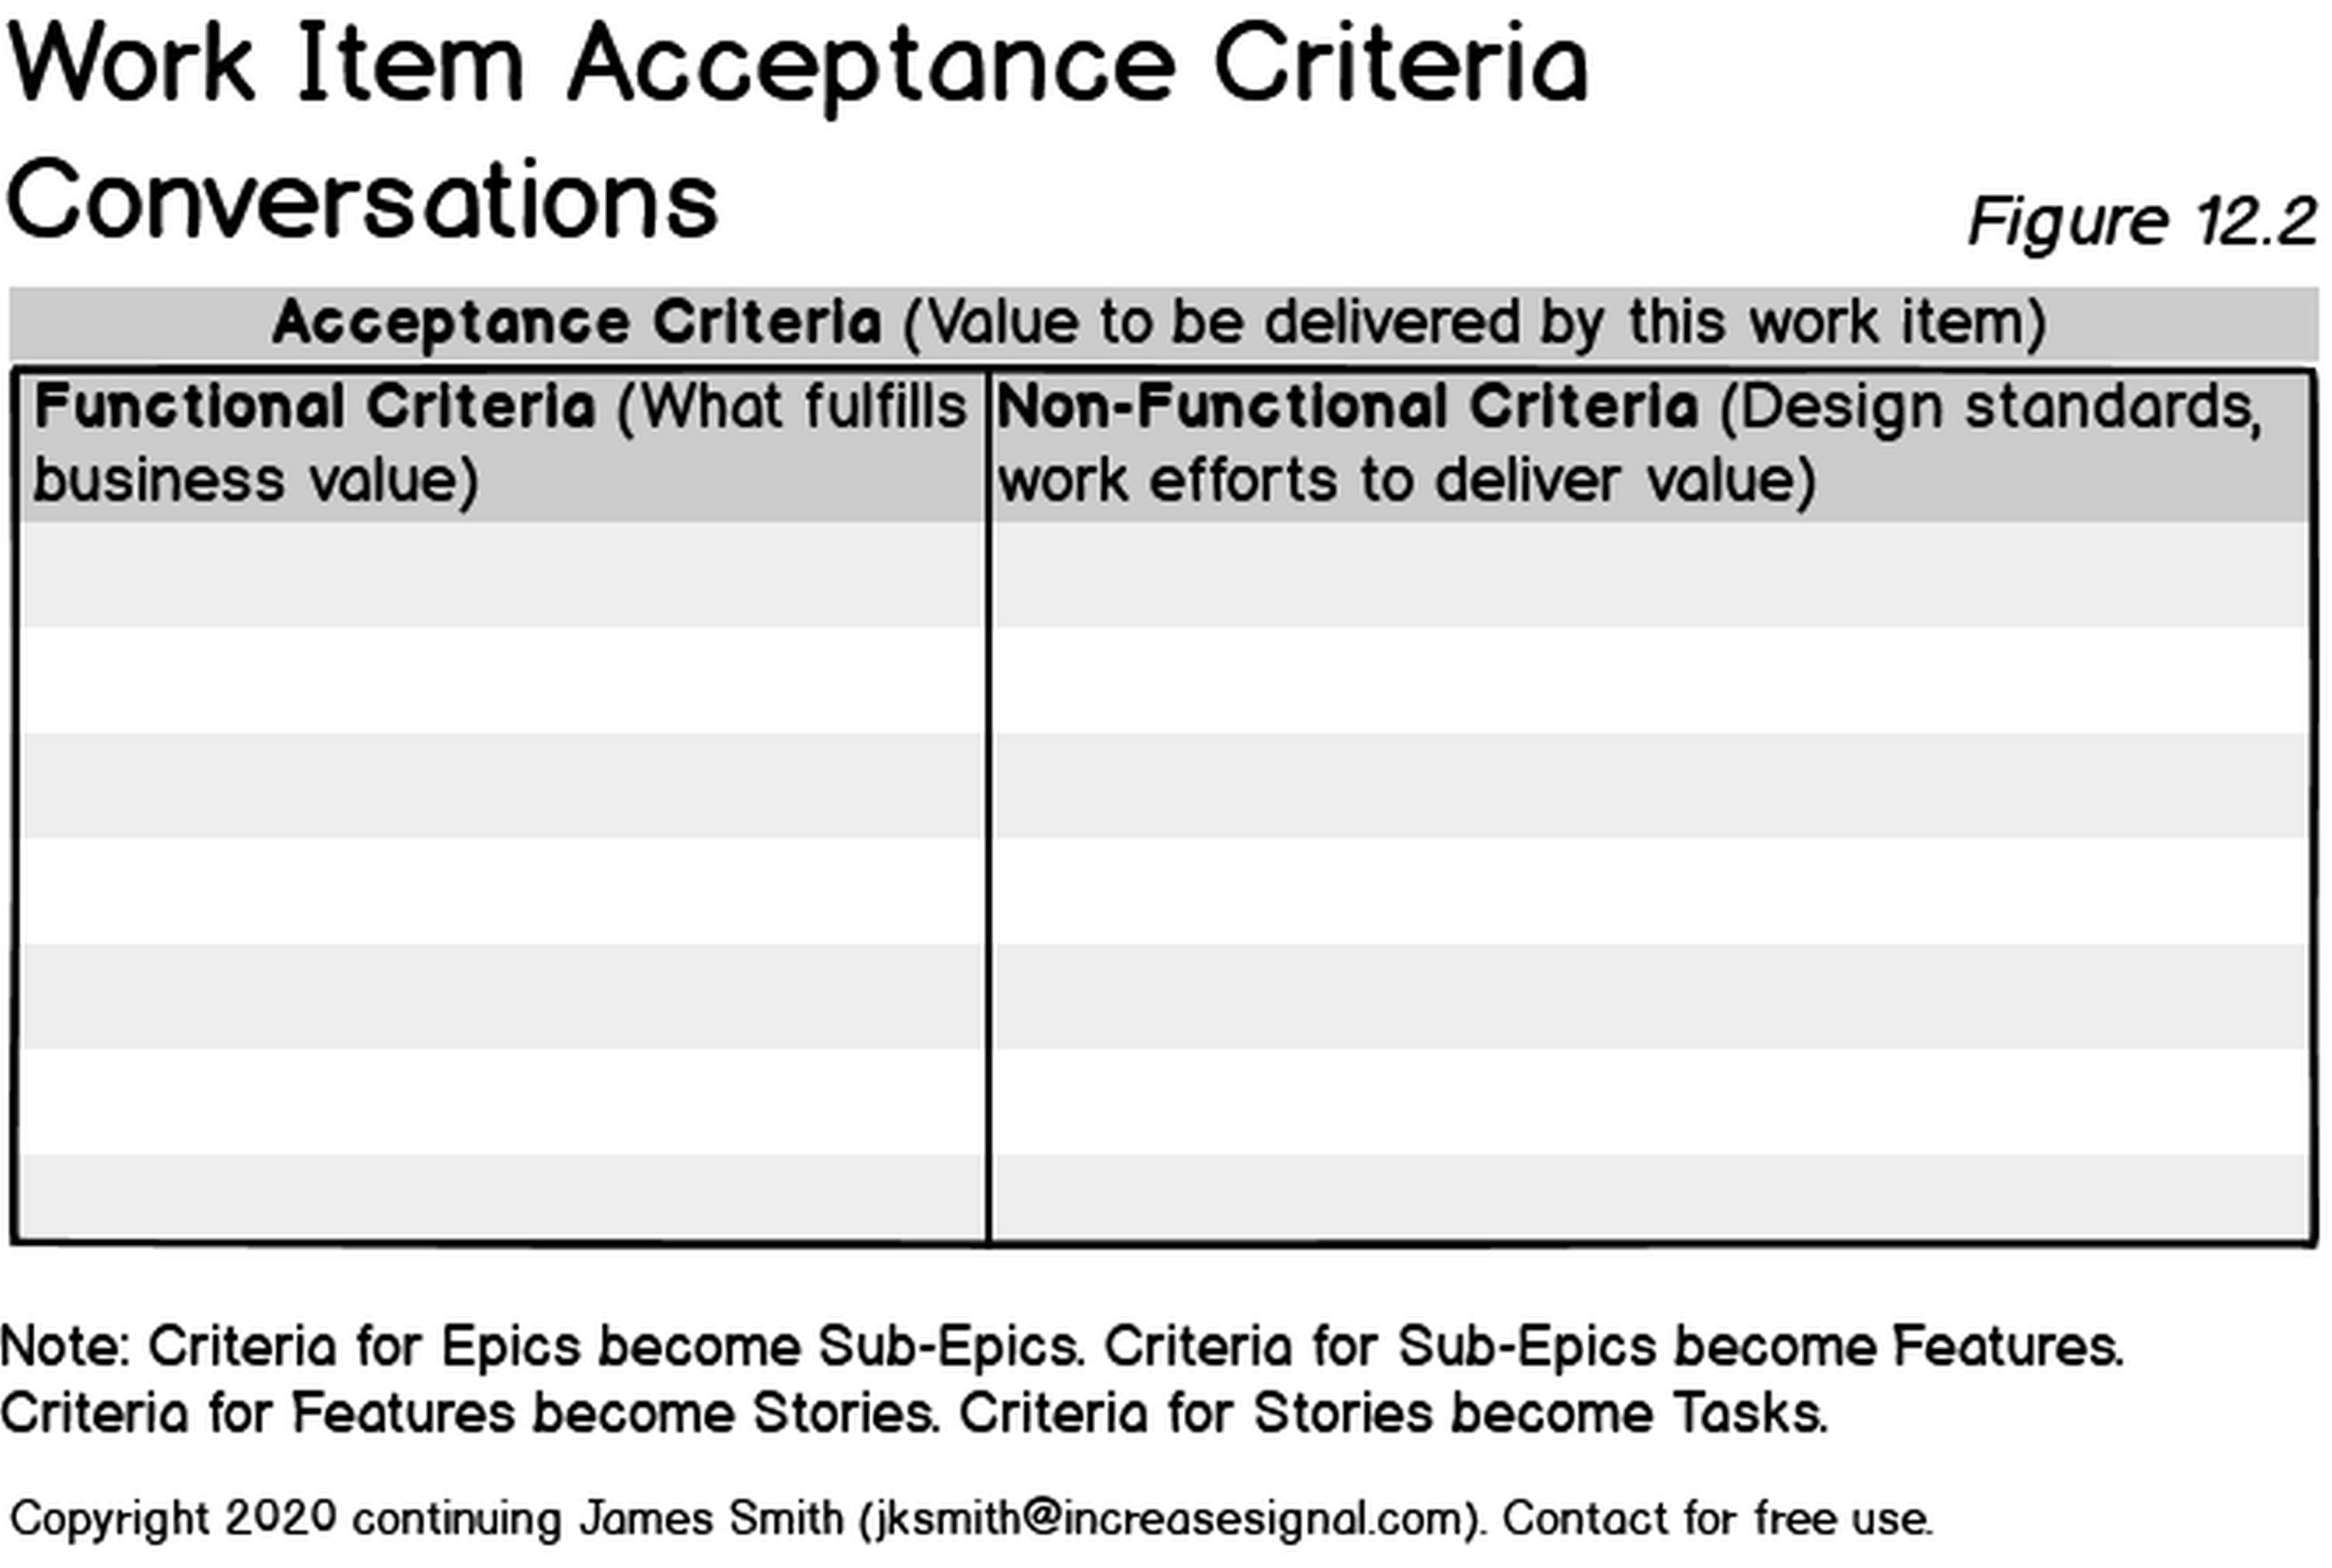 Work Item Acceptance Criteria
Conversations
Figure 12.2
Acceptance Criteria (Value to be delivered by this work item)
Functional Criteria (What fulfills
business value)
Non-Functional Criteria (Design standards,
work efforts to deliver value)
Note: Criteria for Epics become Sub-Epics. Criteria for Sub-Epics become Features.
Criteria for Features become Stories. Criteria for Stories become Tasks.
Copyright 2020 continuing James Smith (jksmith@increasesignal.com). Contact for free use.